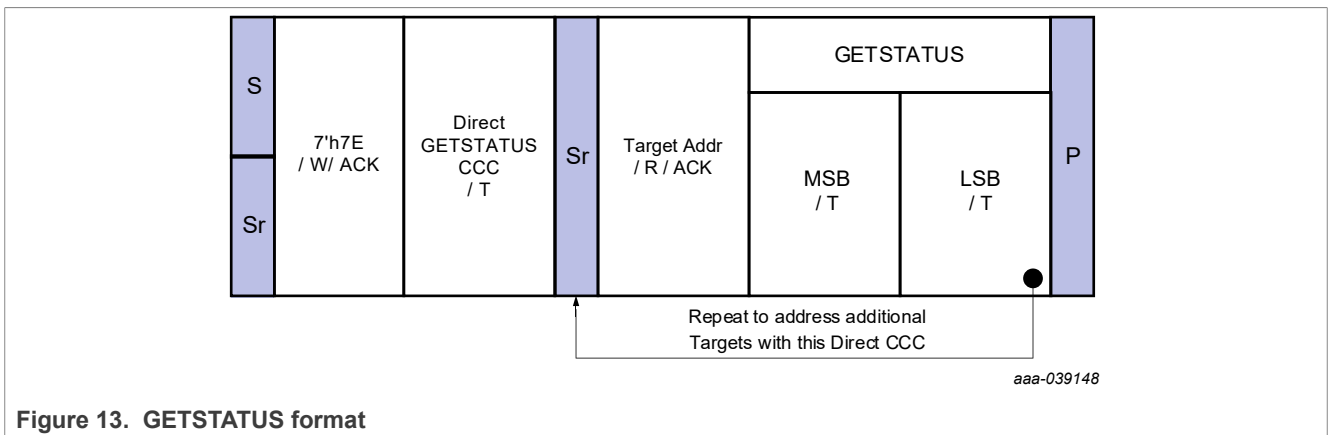 S
Sr
7'h7E
/ W/ ACK
Direct
GETSTATUS
CCC
/ T
Sr
Target Addr
/ R / ACK
GETSTATUS
MSB
/ T
LSB
/ T
P
Repeat to address additional
Targets with this Direct CCC
aaa-039148
Figure 13. GETSTATUS format